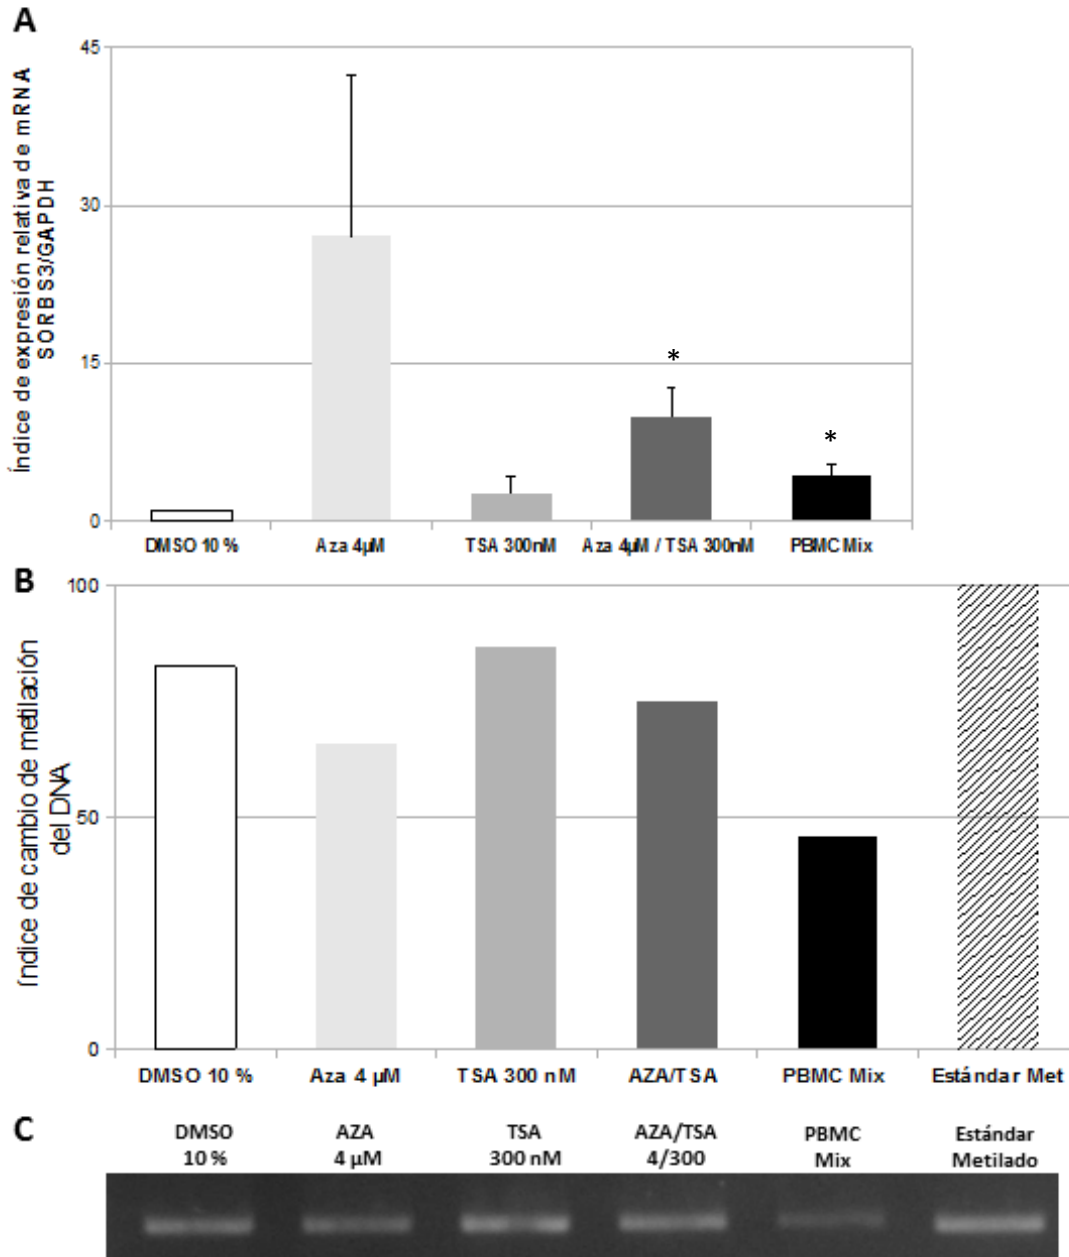 A
Índice de expresión relativa de mRNA
SORBS3/GAPDH
45
30
15
0
*
*
DMSO 10 %
Aza 4µM
TSA 300nM
Aza 4µM / TSA 300nM
PBMC Mix
B
Índice de cambio de metilación
del DNA
100
50
0
DMSO 10 %
Aza 4 µM
TSA 300 nM
AZA/TSA
PBMC Mix
Estándar Met
C
DMSO
10 %
AZA
4 µM
TSA
300 nM
AZA/TSA
4/300
PBMC
Mix
Estándar
Metilado